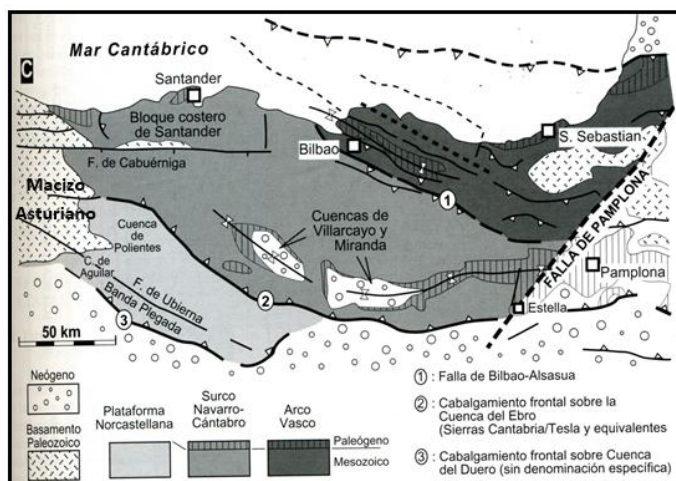 C
Mar Cantábrico
Santander
Bloque costero
de Santander
F. de Cabuérniga
Bilbao
S. Sebastian
Macizo
Asturiano
Cuenca
de
Polientes
C. de
Aguilar
F. de Ubierna
Banda Plegada
Cuencas de
Villarcayo y
Miranda
FALLA DE PAMPLONA
Pamplona
Estella
1
2
3
50 km
Neógeno
Basamento
Paleozoico
Plataforma
Norcastellana
Surco
Navarro-
Cántabro
Arco
Vasco
Paleógeno
Mesozoico
1 : Falla de Bilbao-Alsasua
2 : Cabalgamiento frontal sobre la
Cuenca del Ebro
(Sierras Cantabria/Tesla y equivalentes
3 : Cabalgamiento frontal sobre Cuenca
del Duero (sin denominación específica)